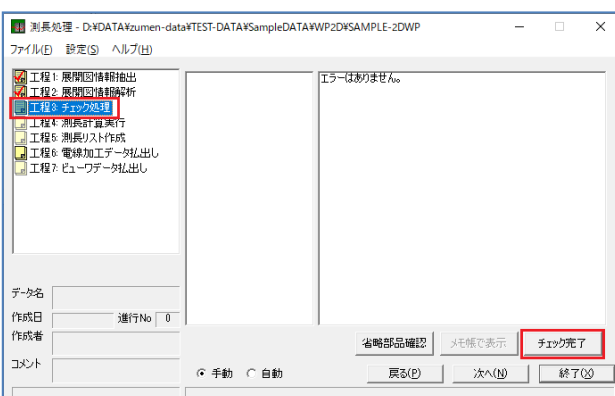 測長処理 - D:¥DATA¥zumen-data¥TEST-DATA¥SampleDATA¥WP2D¥SAMPLE-2DWP
ファイル(F) 設定(S) ヘルプ(H)
工程1: 展開図情報抽出
工程2: 展開図情報解析
工程3: チェック処理
工程4: 測長計算実行
工程5: 測長リスト作成
工程6: 電線加工データ払出し
工程7: ビューワデータ払出し
エラーはありません。
データ名
作成日 進行No 0
作成者
コメント
省略部品確認 メモ帳で表示 チェック完了
手動 自動 戻る(P) 次へ(N) 終了(X)